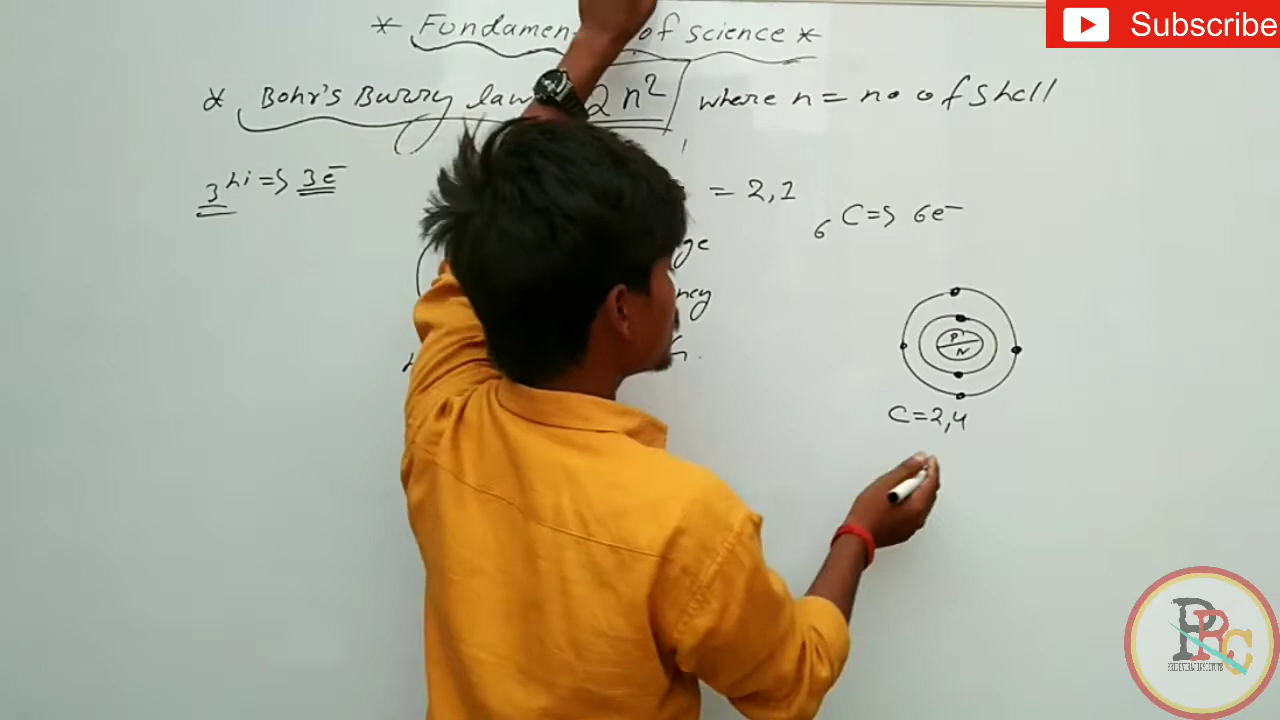 Subscribe
* Fundamen of science *
* Bohr's Burry law 2n² where n = no of shell
3Li => 3e⁻
= 2,1
6C => 6e⁻
P⁺
N
C = 2,4
PRC